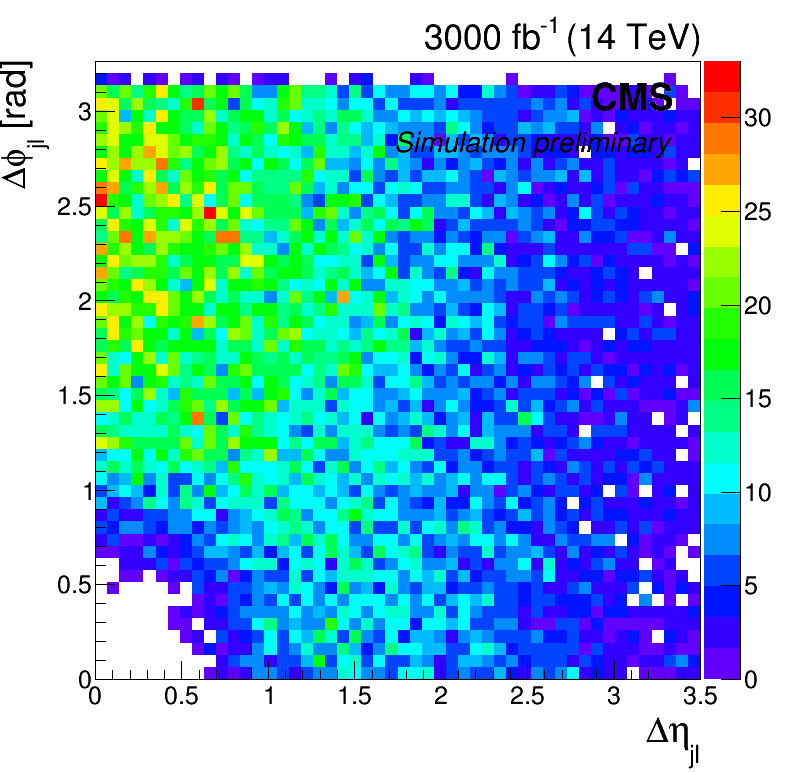 3000 fb⁻¹ (14 TeV)
CMS
Simulation preliminary
Δϕjl [rad]
3
2.5
2
1.5
1
0.5
0
0 0.5 1 1.5 2 2.5 3 3.5
Δηjl
30
25
20
15
10
5
0